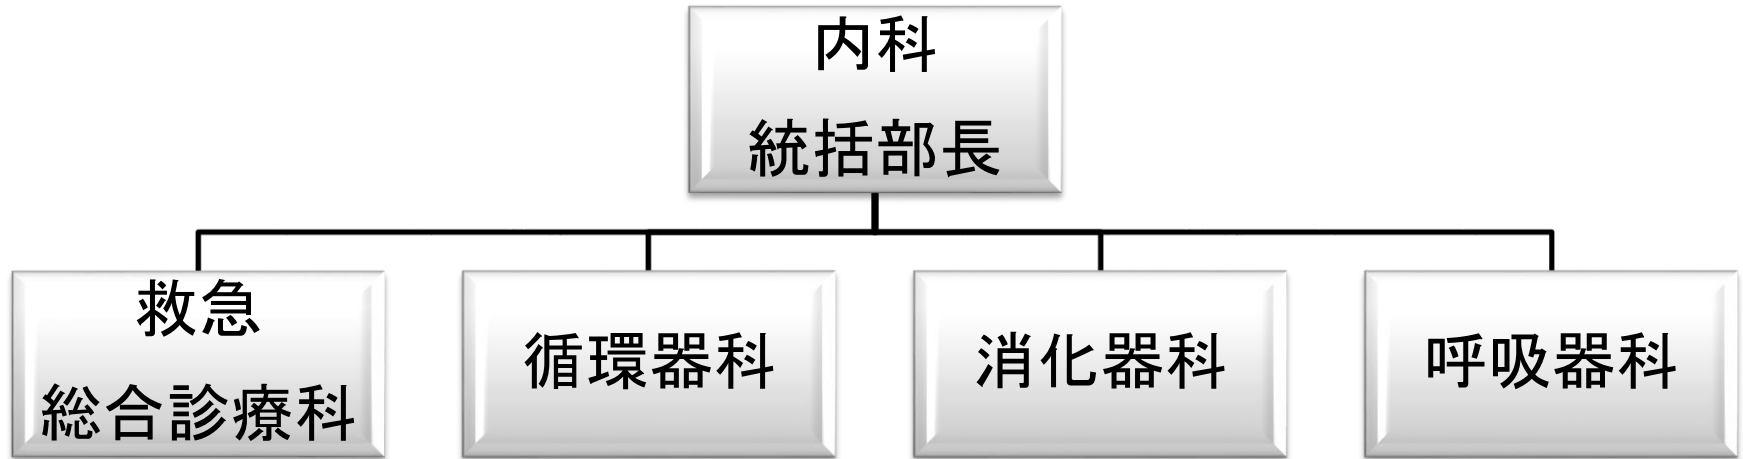 内科
統括部長
救急
総合診療科
循環器科
消化器科
呼吸器科